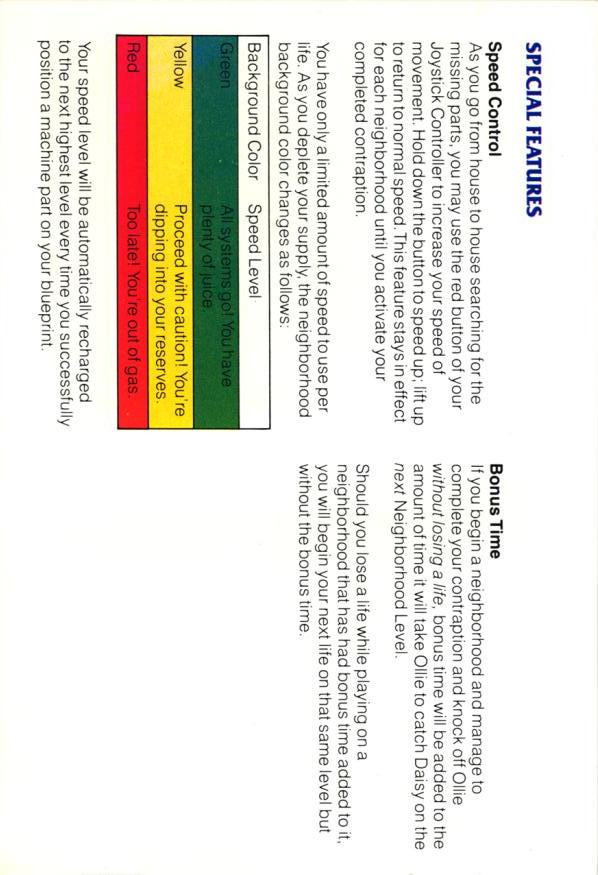 SPECIAL FEATURES
Speed Control
As you go from house to house searching for the
missing parts, you may use the red button of your
Joystick Controller to increase your speed of
movement. Hold down the button to speed up; lift up
to return to normal speed. This feature stays in effect
for each neighborhood until you activate your
completed contraption.
You have only a limited amount of speed to use per
life. As you deplete your supply, the neighborhood
background color changes as follows:
Background Color Speed Level
Green All systems go! You have
plenty of juice
Yellow Proceed with caution! You're
dipping into your reserves.
Red Too late! You're out of gas.
Your speed level will be automatically recharged
to the next highest level every time you successfully
position a machine part on your blueprint.
Bonus Time
If you begin a neighborhood and manage to
complete your contraption and knock off Ollie
without losing a life, bonus time will be added to the
amount of time it will take Ollie to catch Daisy on the
next Neighborhood Level.
Should you lose a life while playing on a
neighborhood that has had bonus time added to it,
you will begin your next life on that same level but
without the bonus time.